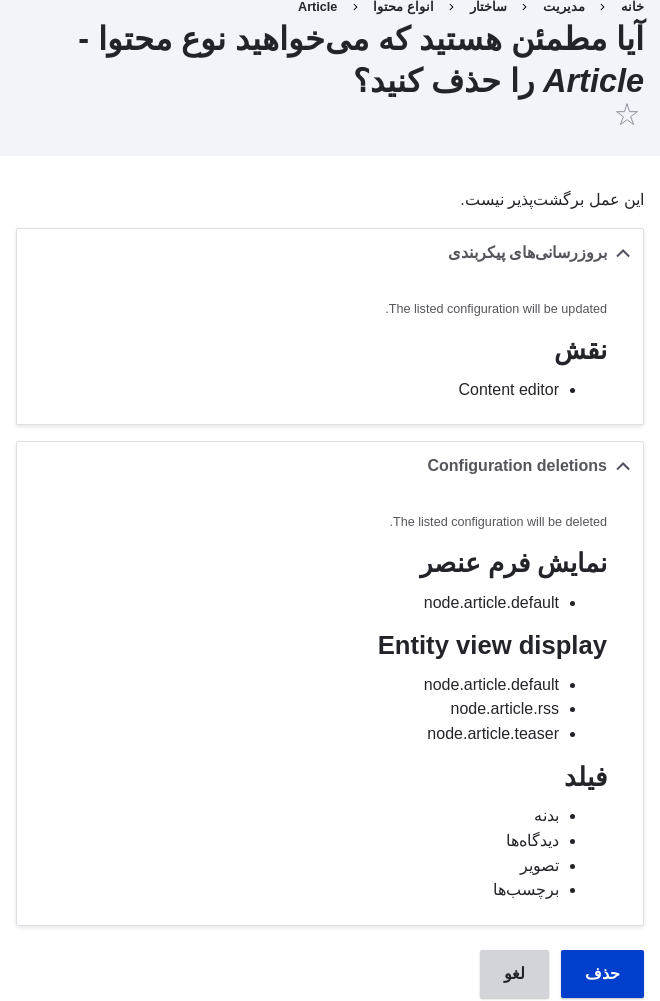 خانه › مدیریت › ساختار › انواع محتوا › Article
آیا مطمئن هستید که می‌خواهید نوع محتوا -
Article را حذف کنید؟
این عمل برگشت‌پذیر نیست.
بروزرسانی‌های پیکربندی
The listed configuration will be updated.
نقش
Content editor
Configuration deletions
The listed configuration will be deleted.
نمایش فرم عنصر
node.article.default
Entity view display
node.article.default
node.article.rss
node.article.teaser
فیلد
بدنه
دیدگاه‌ها
تصویر
برچسب‌ها
حذف لغو